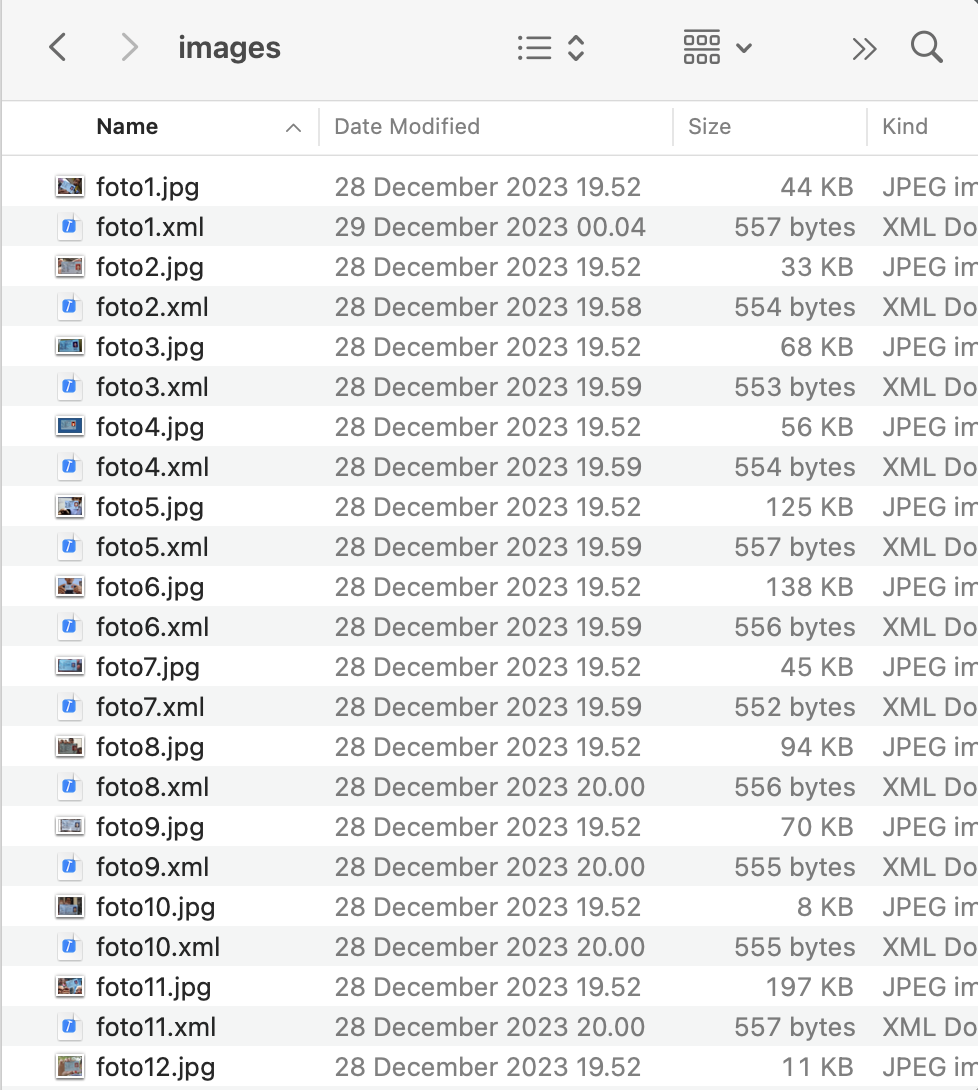 images
Name Date Modified Size Kind
foto1.jpg 28 December 2023 19.52 44 KB JPEG im
foto1.xml 29 December 2023 00.04 557 bytes XML Do
foto2.jpg 28 December 2023 19.52 33 KB JPEG im
foto2.xml 28 December 2023 19.58 554 bytes XML Do
foto3.jpg 28 December 2023 19.52 68 KB JPEG im
foto3.xml 28 December 2023 19.59 553 bytes XML Do
foto4.jpg 28 December 2023 19.52 56 KB JPEG im
foto4.xml 28 December 2023 19.59 554 bytes XML Do
foto5.jpg 28 December 2023 19.52 125 KB JPEG im
foto5.xml 28 December 2023 19.59 557 bytes XML Do
foto6.jpg 28 December 2023 19.52 138 KB JPEG im
foto6.xml 28 December 2023 19.59 556 bytes XML Do
foto7.jpg 28 December 2023 19.52 45 KB JPEG im
foto7.xml 28 December 2023 19.59 552 bytes XML Do
foto8.jpg 28 December 2023 19.52 94 KB JPEG im
foto8.xml 28 December 2023 20.00 556 bytes XML Do
foto9.jpg 28 December 2023 19.52 70 KB JPEG im
foto9.xml 28 December 2023 20.00 555 bytes XML Do
foto10.jpg 28 December 2023 19.52 8 KB JPEG im
foto10.xml 28 December 2023 20.00 555 bytes XML Do
foto11.jpg 28 December 2023 19.52 197 KB JPEG im
foto11.xml 28 December 2023 20.00 557 bytes XML Do
foto12.jpg 28 December 2023 19.52 11 KB JPEG im